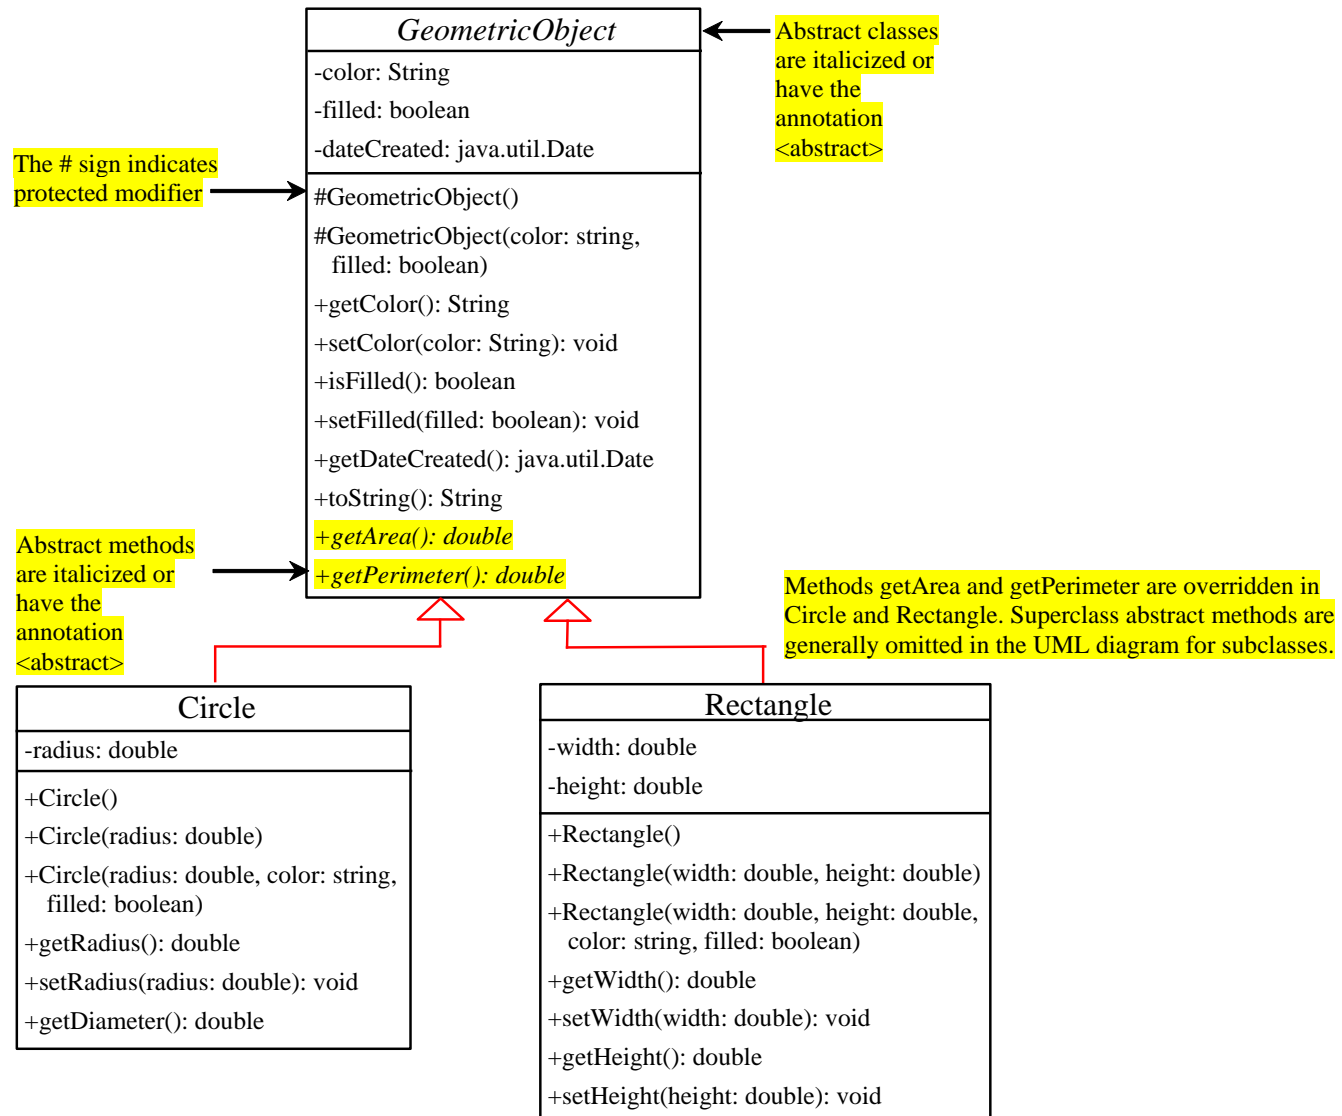 GeometricObject
-color: String
-filled: boolean
-dateCreated: java.util.Date
#GeometricObject()
#GeometricObject(color: string,
filled: boolean)
+getColor(): String
+setColor(color: String): void
+isFilled(): boolean
+setFilled(filled: boolean): void
+getDateCreated(): java.util.Date
+toString(): String
+getArea(): double
+getPerimeter(): double
Abstract classes
are italicized or
have the
annotation
<abstract>
The # sign indicates
protected modifier
Abstract methods
are italicized or
have the
annotation
<abstract>
Methods getArea and getPerimeter are overridden in
Circle and Rectangle. Superclass abstract methods are
generally omitted in the UML diagram for subclasses.
Circle
-radius: double
+Circle()
+Circle(radius: double)
+Circle(radius: double, color: string,
filled: boolean)
+getRadius(): double
+setRadius(radius: double): void
+getDiameter(): double
Rectangle
-width: double
-height: double
+Rectangle()
+Rectangle(width: double, height: double)
+Rectangle(width: double, height: double,
color: string, filled: boolean)
+getWidth(): double
+setWidth(width: double): void
+getHeight(): double
+setHeight(height: double): void